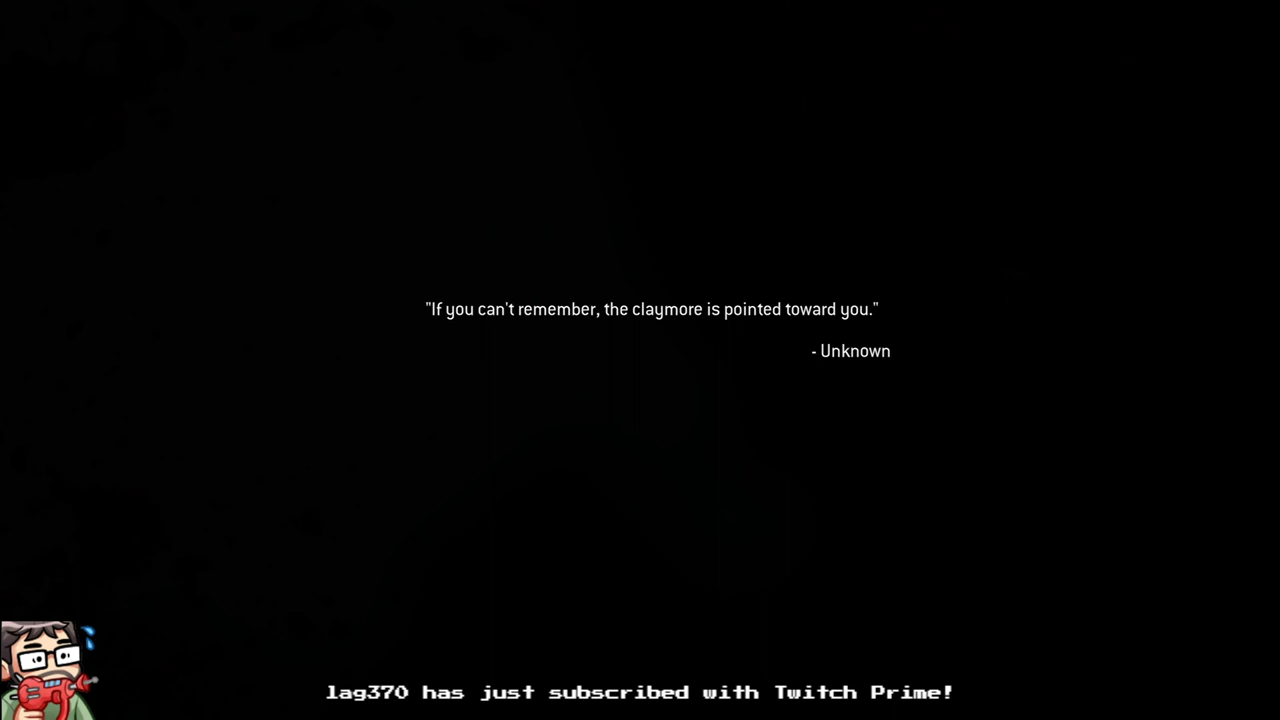 "If you can't remember, the claymore is pointed toward you."
- Unknown
lag370 has just subscribed with Twitch Prime!